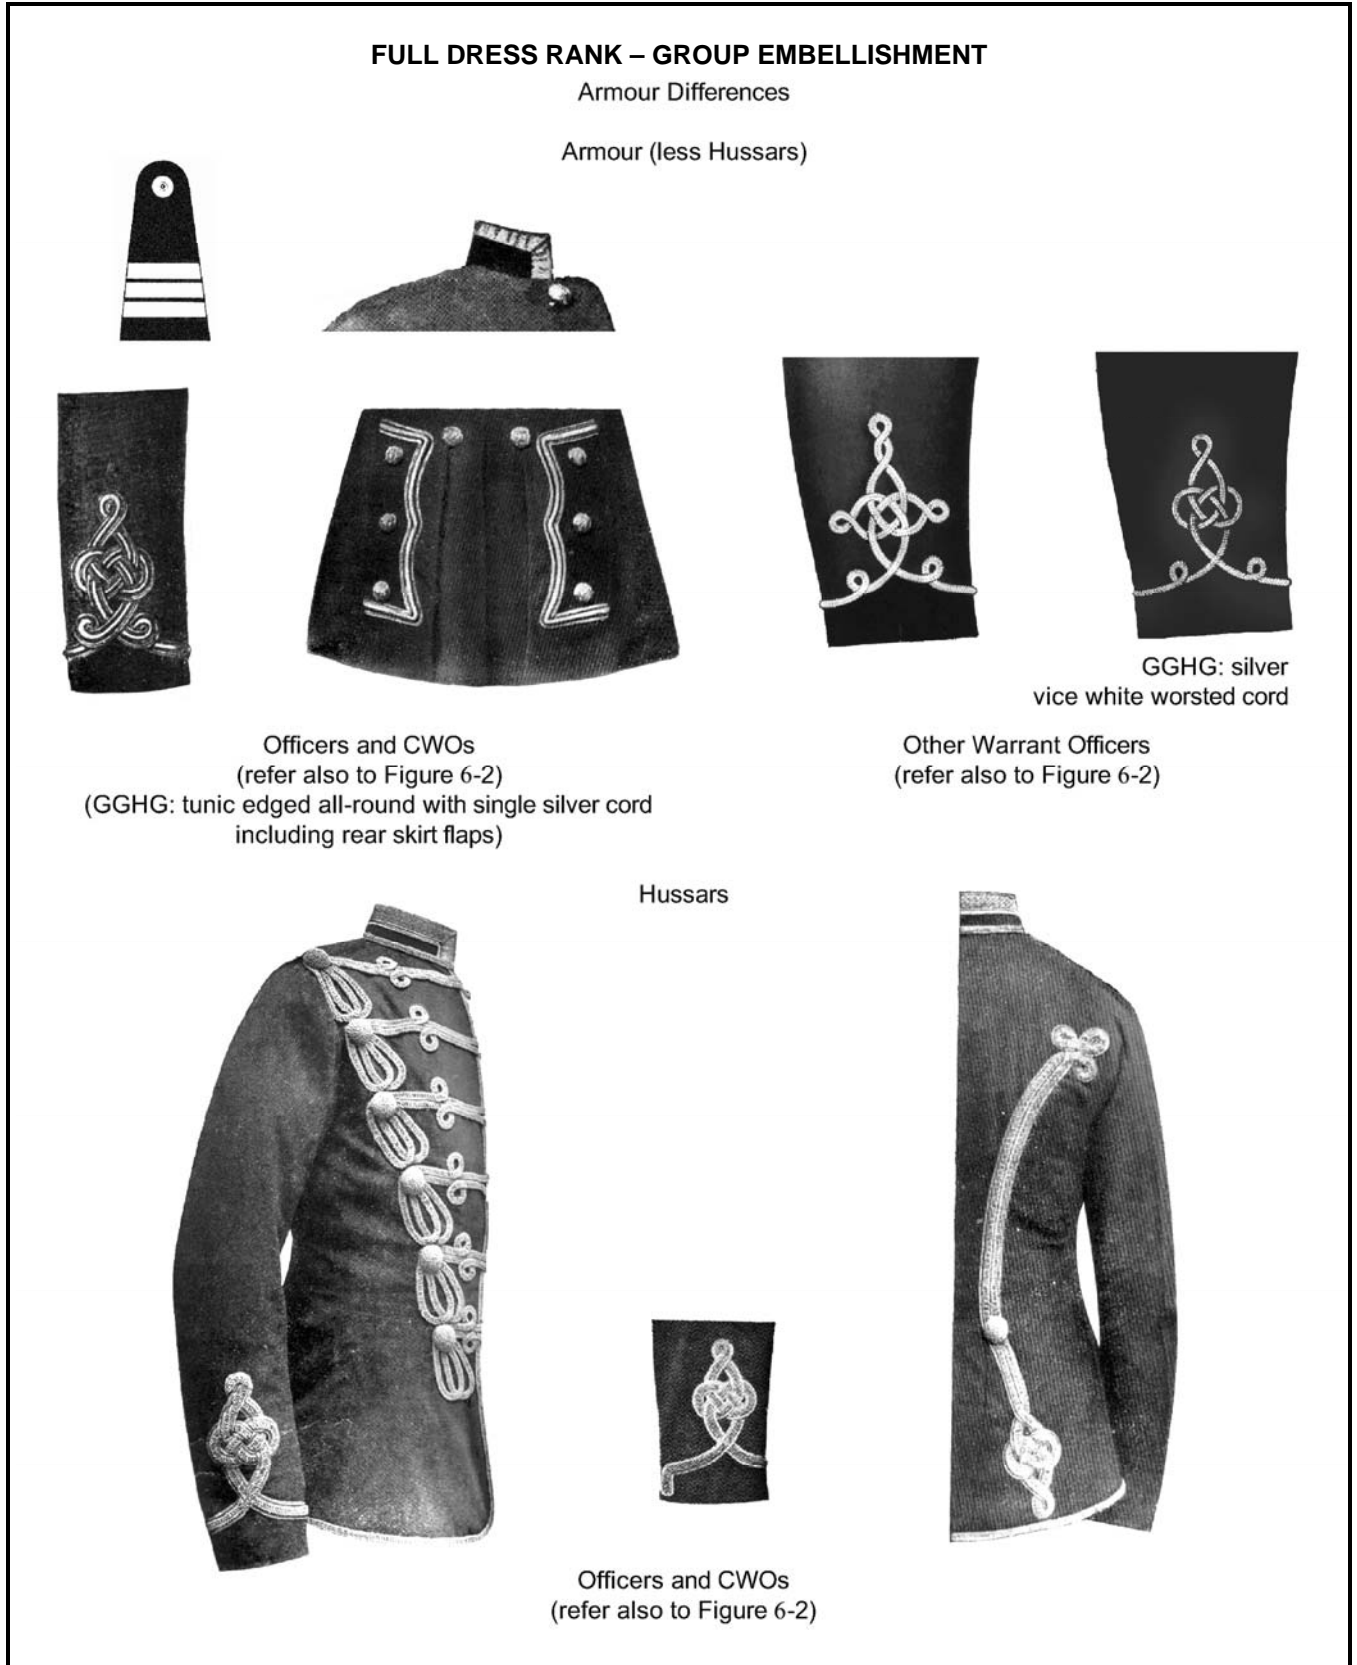 FULL DRESS RANK – GROUP EMBELLISHMENT
Armour Differences
Armour (less Hussars)
GGHG: silver
vice white worsted cord
Officers and CWOs
(refer also to Figure 6-2)
(GGHG: tunic edged all-round with single silver cord
including rear skirt flaps)
Other Warrant Officers
(refer also to Figure 6-2)
Hussars
Officers and CWOs
(refer also to Figure 6-2)